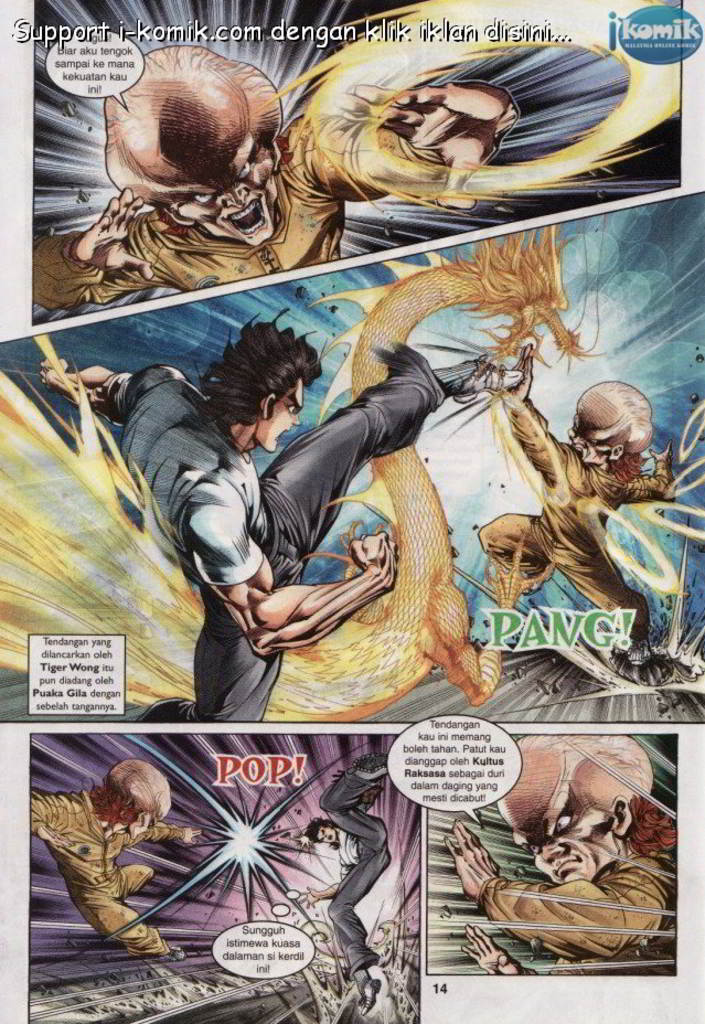 Support i-komik.com dengan klik iklan disini...
ikomik
MALAYSIA ONLINE KOMIK
Biar aku tengok
sampai ke mana
kekuatan kau
ini!
PANG!
Tendangan yang
dilancarkan oleh
Tiger Wong itu
pun diadang oleh
Puaka Gila dengan
sebelah tangannya.
POP!
Sungguh
istimewa kuasa
dalaman si kerdil
ini!
Tendangan
kau ini memang
boleh tahan. Patut kau
dianggap oleh Kultus
Raksasa sebagai duri
dalam daging yang
mesti dicabut!
14